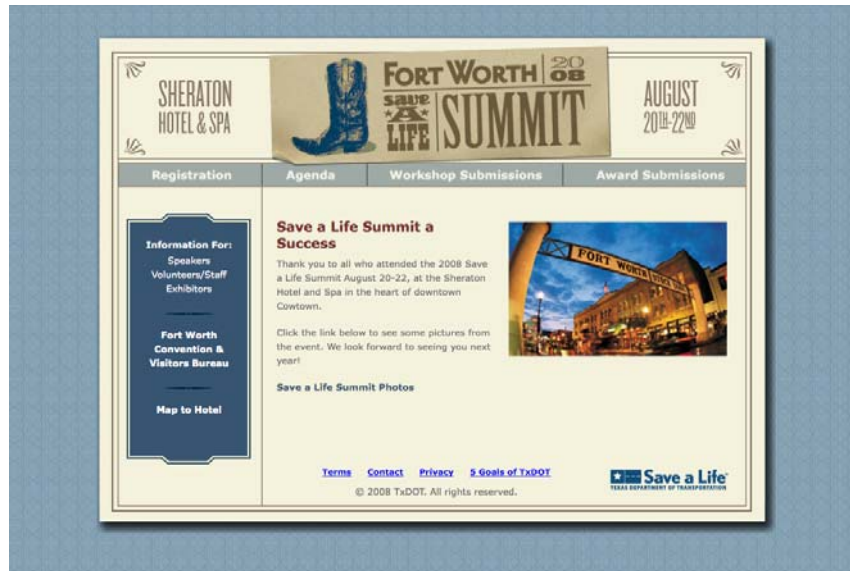 SHERATON
HOTEL & SPA
FORT WORTH 2008
save
A
LIFE
SUMMIT
AUGUST
20TH-22ND
Registration
Agenda
Workshop Submissions
Award Submissions
Information For:
Speakers
Volunteers/Staff
Exhibitors
Fort Worth
Convention &
Visitors Bureau
Map to Hotel
Save a Life Summit a
Success
Thank you to all who attended the 2008 Save
a Life Summit August 20-22, at the Sheraton
Hotel and Spa in the heart of downtown
Cowtown.
Click the link below to see some pictures from
the event. We look forward to seeing you next
year!
Save a Life Summit Photos
FORT WORTH STOCK
Terms Contact Privacy 5 Goals of TxDOT
© 2008 TxDOT. All rights reserved.
Save a Life
TEXAS DEPARTMENT OF TRANSPORTATION